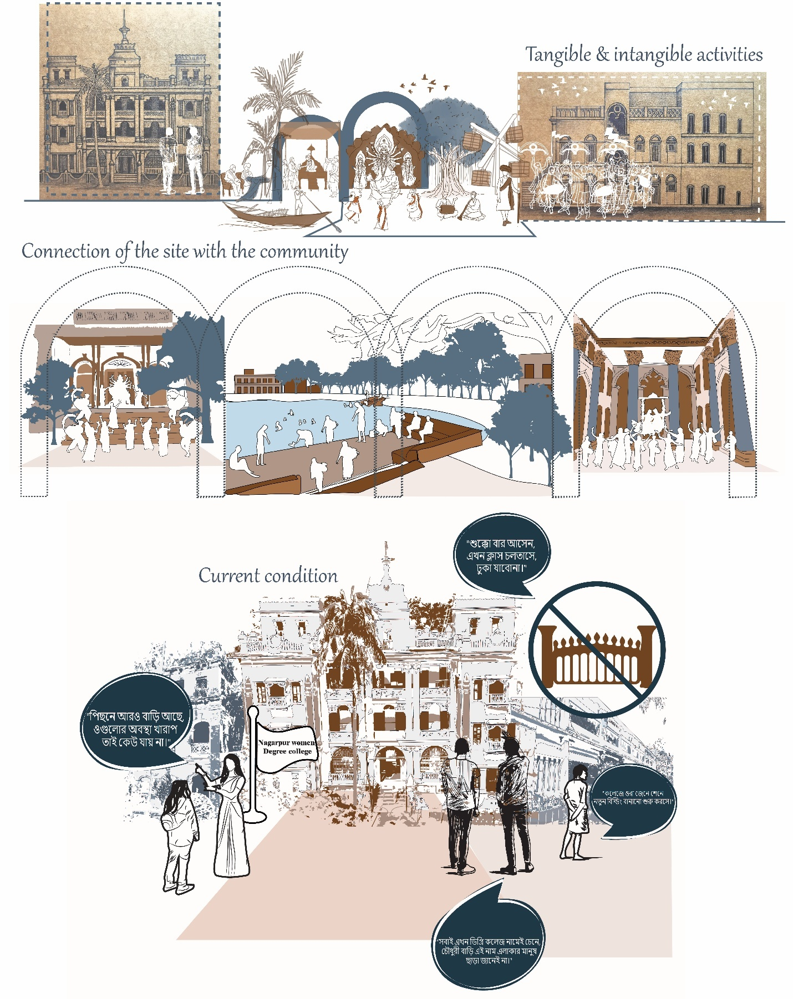 Tangible & intangible activities
Connection of the site with the community
Current condition
"শুক্কো বার আসেন,
এখন ক্লাস চলতাসে,
ঢুকা যাবোনা।"
"পিছনে আরও বাড়ি আছে,
ওগুলোর অবস্থা খারাপ
তাই কেউ যায় না।"
Nagarpur women
Degree college
"কলেজে ওরা জেনে শেনে
নতুন বিল্ডিং বানানো শুরু করসে।"
"সবাই এখন ডিগ্রি কলেজ নামেই চেনে,
চৌধুরী বাড়ি এই নাম এলাকার মানুষ
ছাড়া জানেই না।"